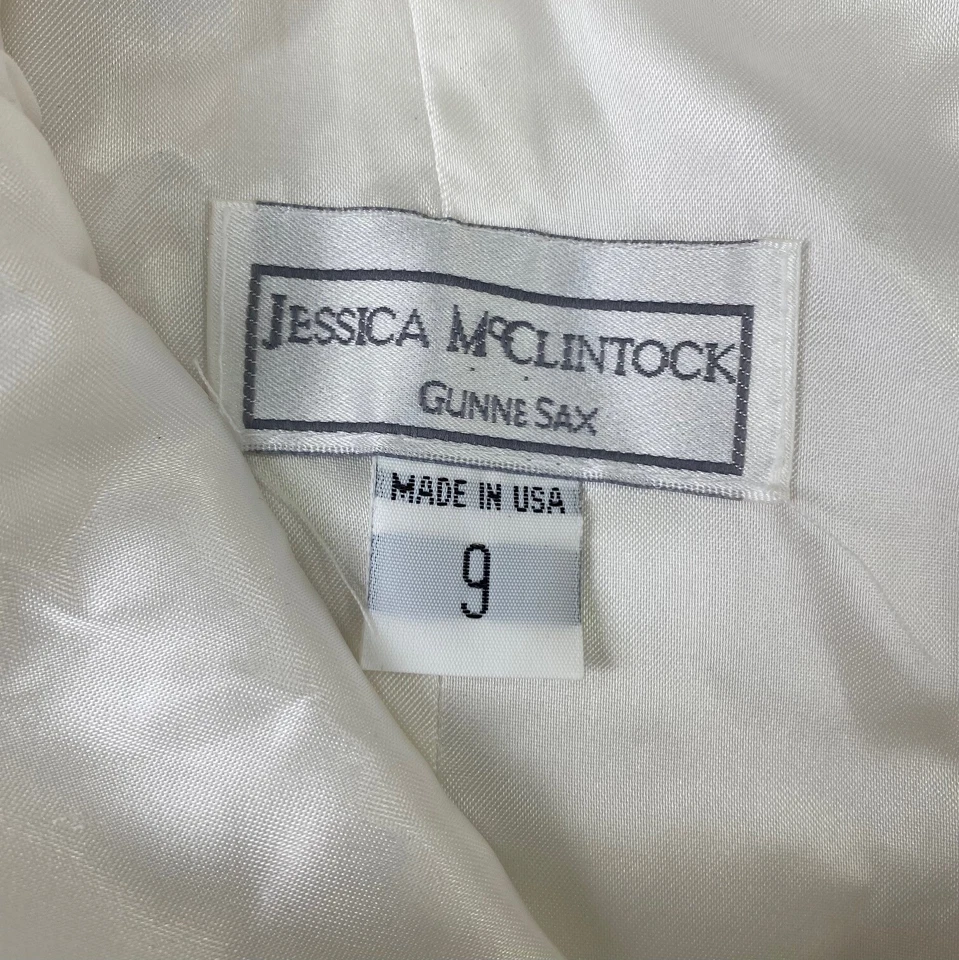 JESSICA McCLINTOCK
GUNNE SAX
MADE IN USA
9